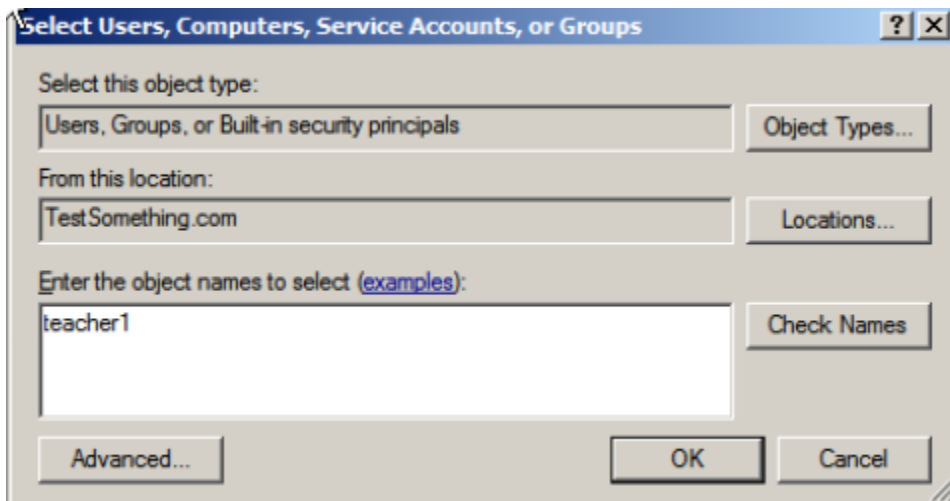 Select Users, Computers, Service Accounts, or Groups
Select this object type:
Users, Groups, or Built-in security principals
Object Types...
From this location:
TestSomething.com
Locations...
Enter the object names to select (examples):
teacher1
Check Names
Advanced...
OK
Cancel